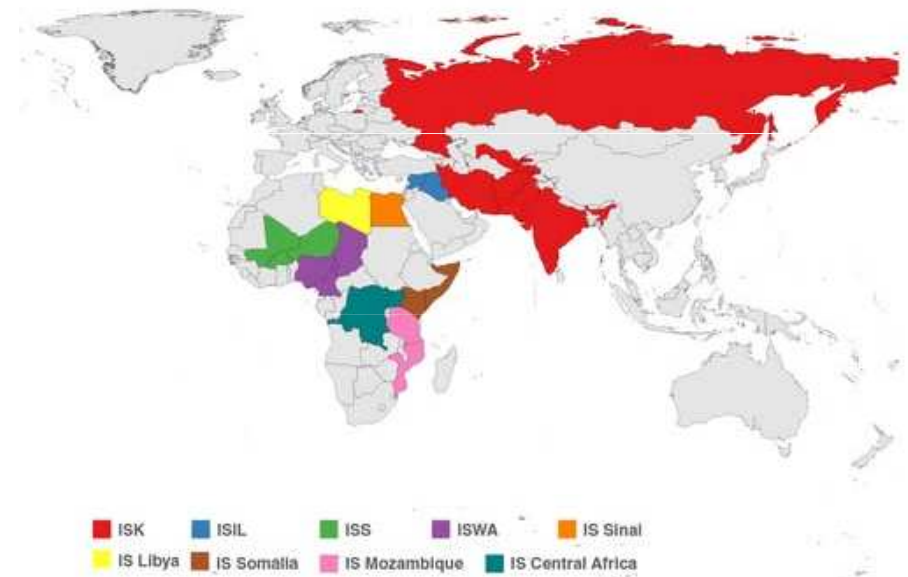 ISK ISIL ISS ISWA IS Sinai
IS Libya IS Somalia IS Mozambique IS Central Africa